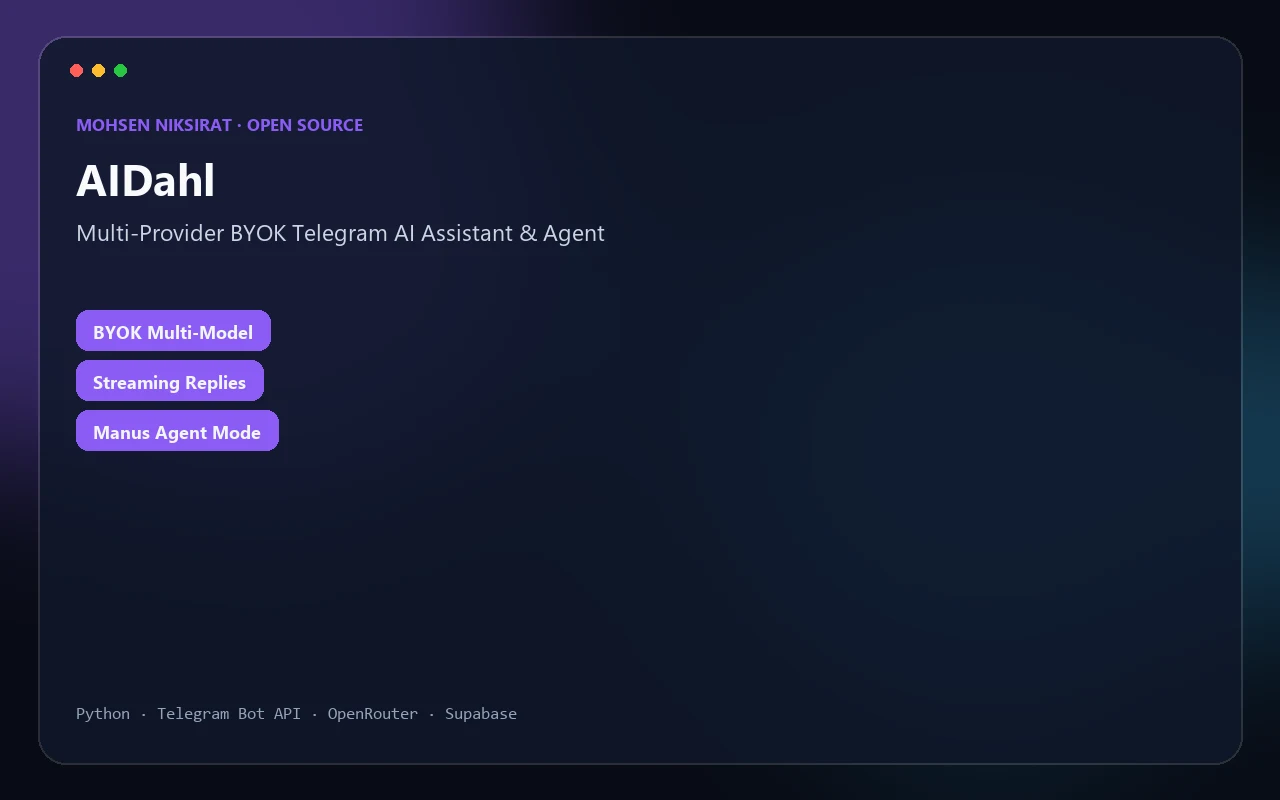 MOHSEN NIKSIRAT · OPEN SOURCE
AIDahl
Multi-Provider BYOK Telegram AI Assistant & Agent
BYOK Multi-Model
Streaming Replies
Manus Agent Mode
Python · Telegram Bot API · OpenRouter · Supabase